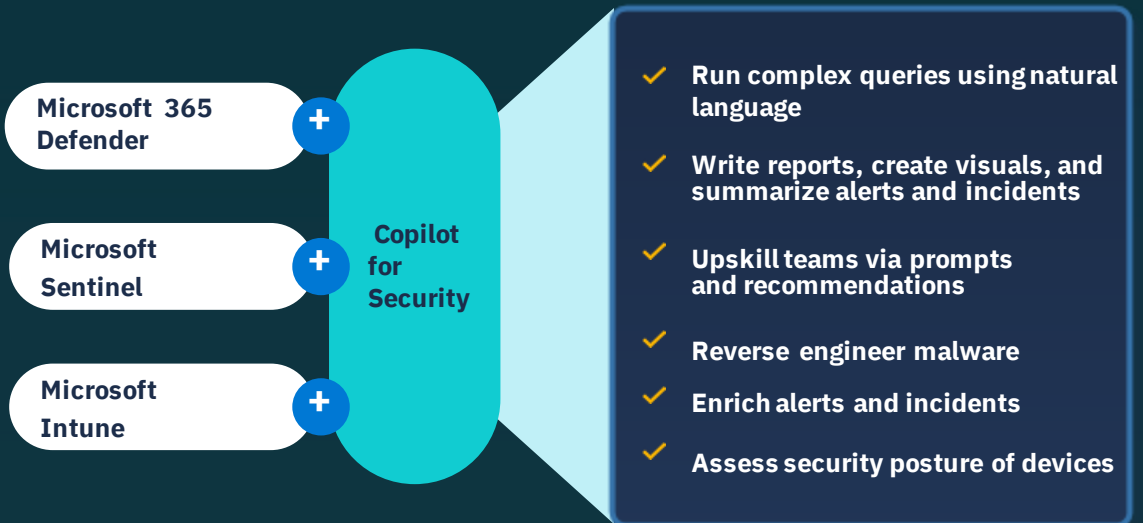 Microsoft 365
Defender
+
Microsoft
Sentinel
+
Microsoft
Intune
+
Copilot
for
Security
Run complex queries using natural
language
Write reports, create visuals, and
summarize alerts and incidents
Upskill teams via prompts
and recommendations
Reverse engineer malware
Enrich alerts and incidents
Assess security posture of devices